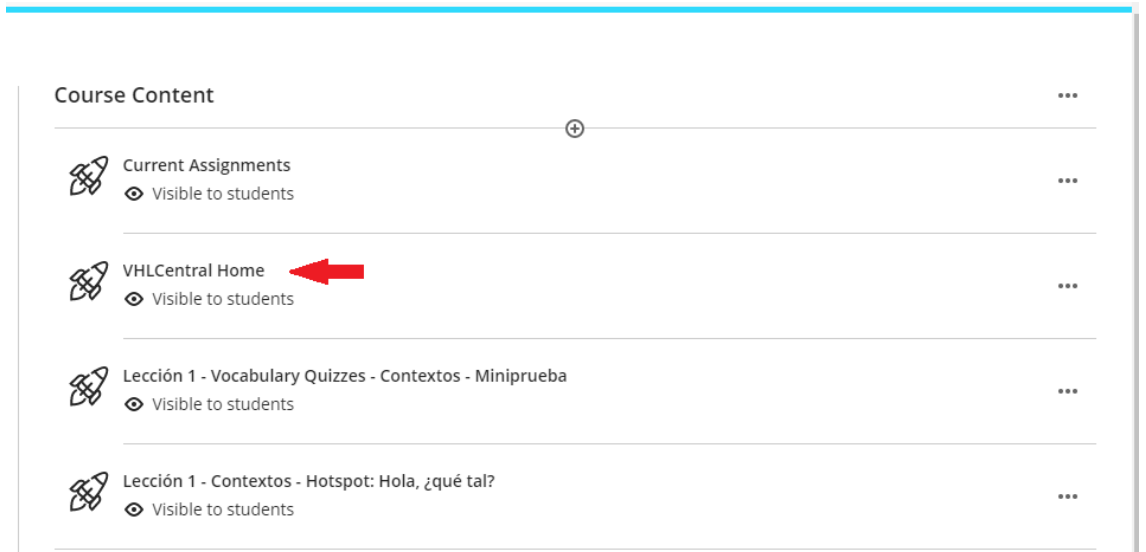 Course Content
Current Assignments
Visible to students
VHLCentral Home
Visible to students
Lección 1 - Vocabulary Quizzes - Contextos - Miniprueba
Visible to students
Lección 1 - Contextos - Hotspot: Hola, ¿qué tal?
Visible to students